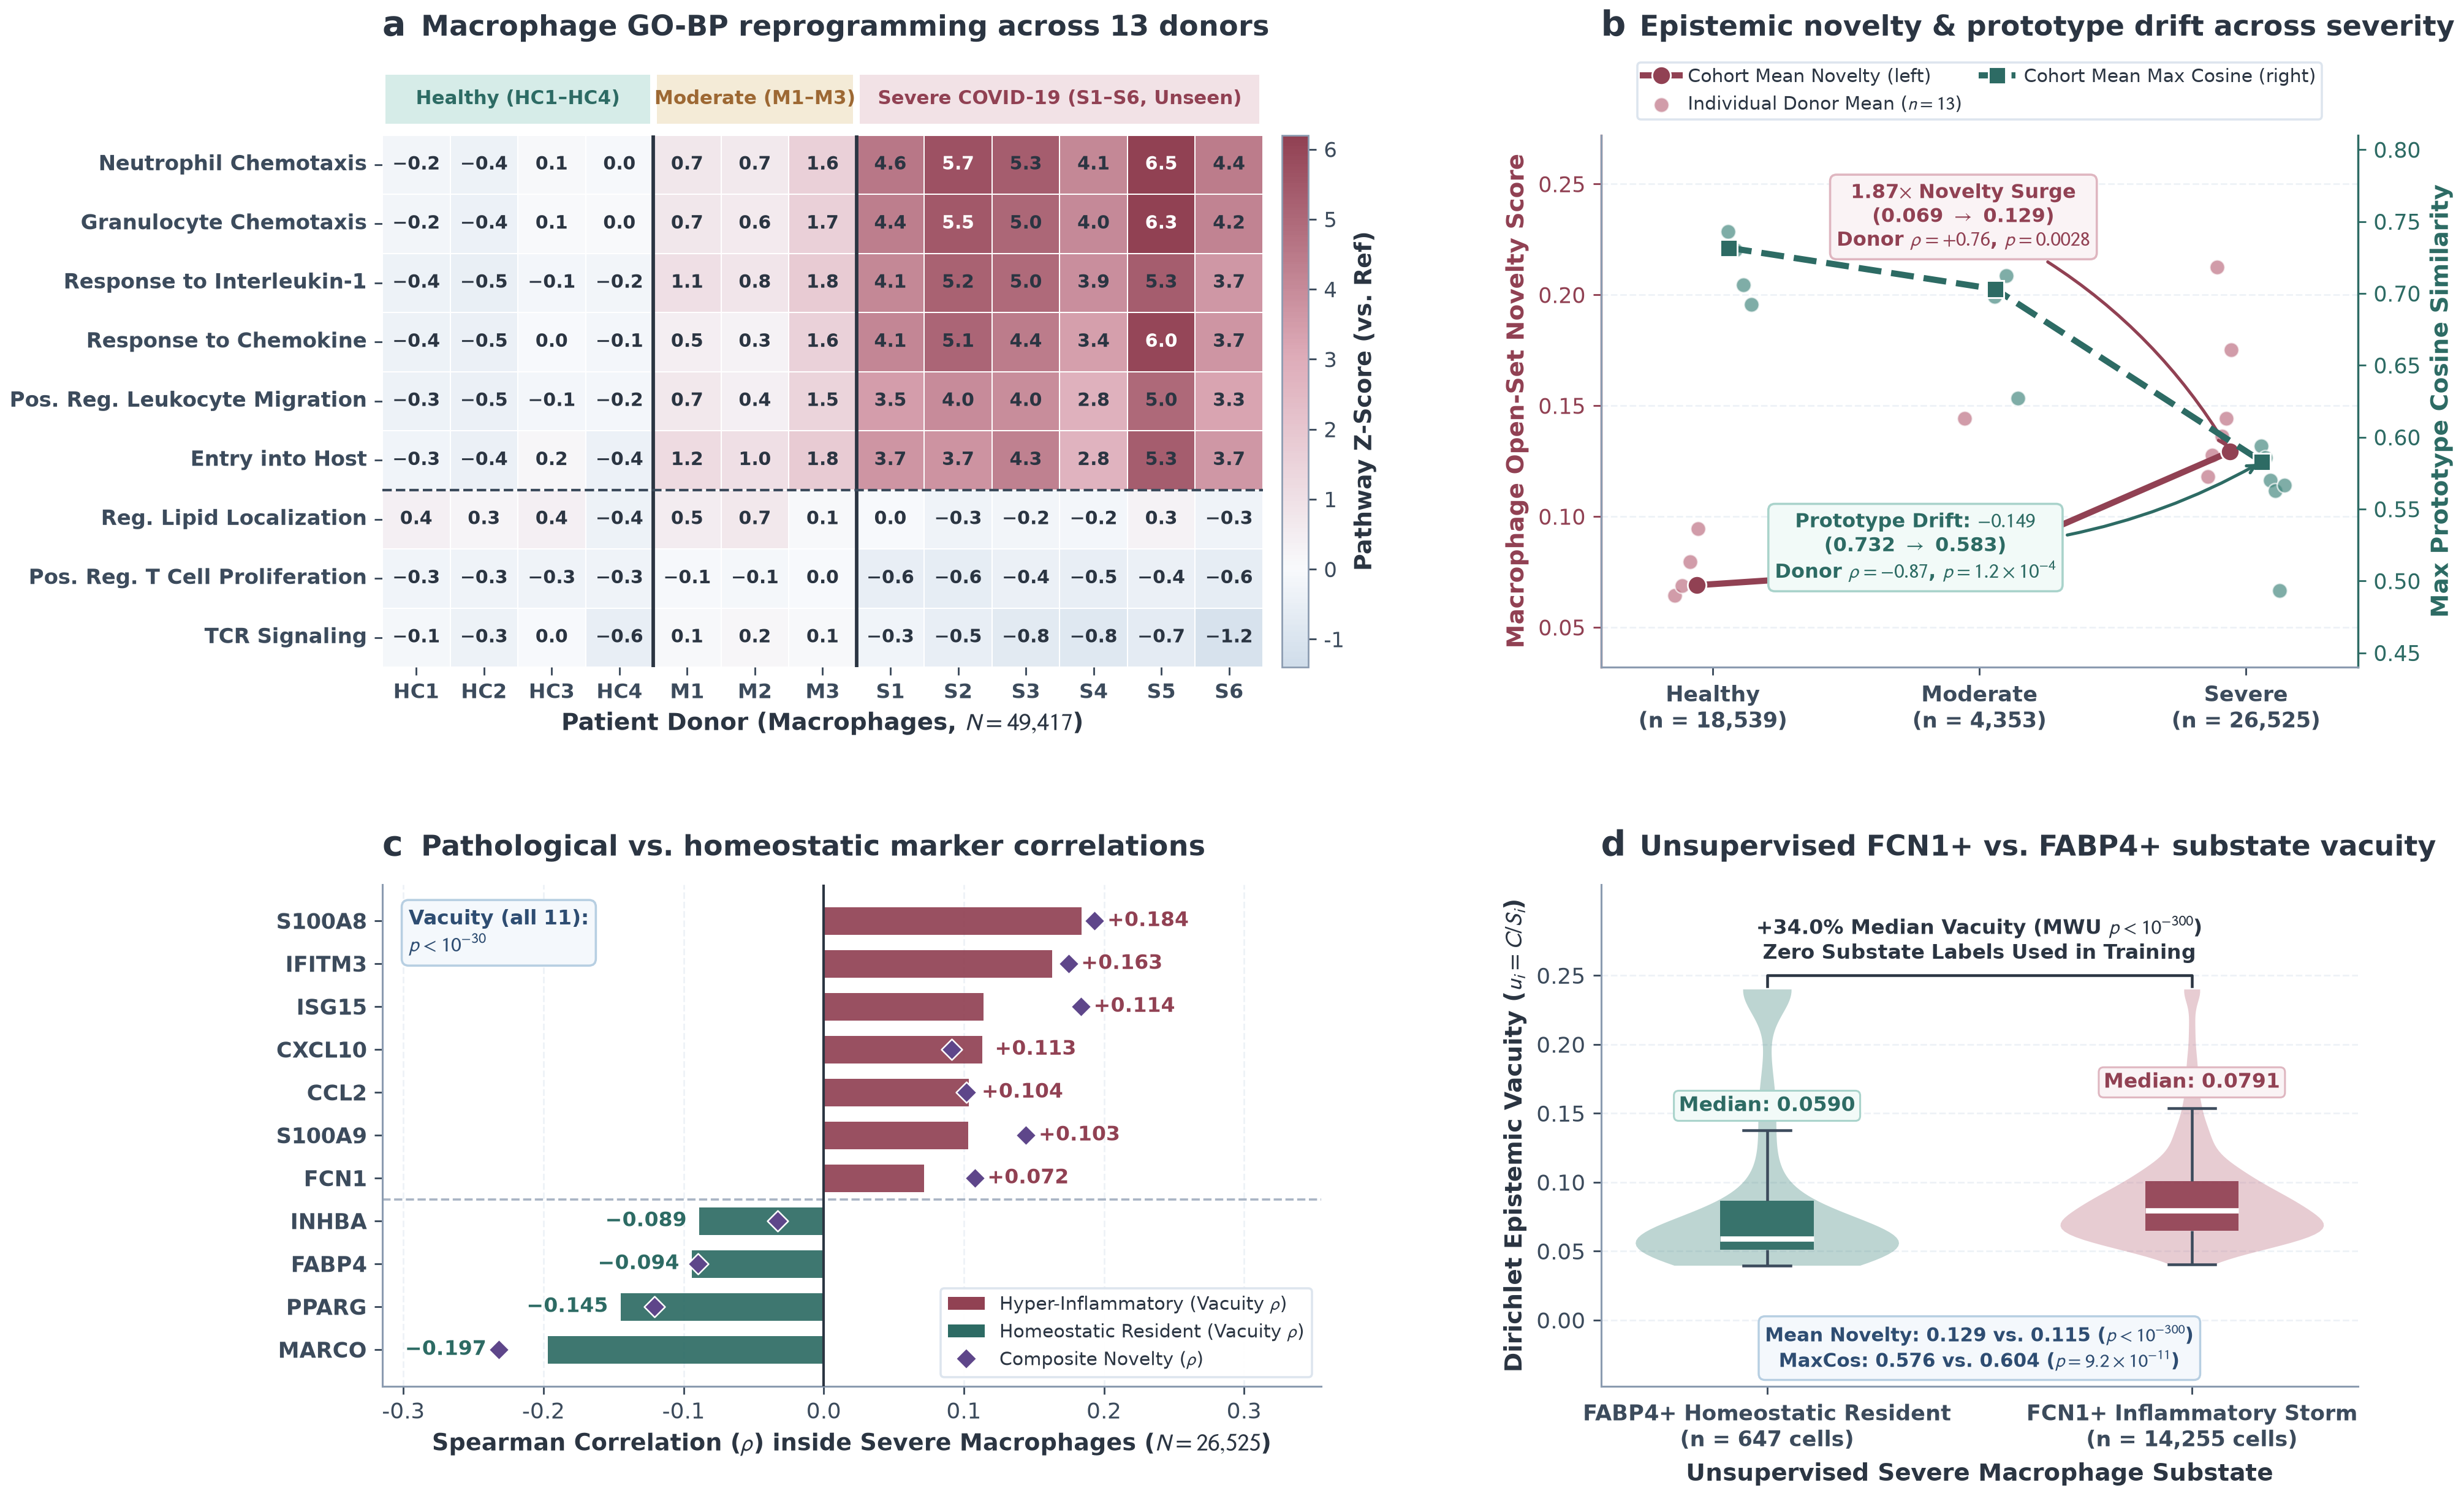 a Macrophage GO-BP reprogramming across 13 donors
Healthy (HC1–HC4)
Moderate (M1–M3)
Severe COVID-19 (S1–S6, Unseen)
Neutrophil Chemotaxis −0.2 −0.4 0.1 0.0 0.7 0.7 1.6 4.6 5.7 5.3 4.1 6.5 4.4
Granulocyte Chemotaxis −0.2 −0.4 0.1 0.0 0.7 0.6 1.7 4.4 5.5 5.0 4.0 6.3 4.2
Response to Interleukin-1 −0.4 −0.5 −0.1 −0.2 1.1 0.8 1.8 4.1 5.2 5.0 3.9 5.3 3.7
Response to Chemokine −0.4 −0.5 0.0 −0.1 0.5 0.3 1.6 4.1 5.1 4.4 3.4 6.0 3.7
Pos. Reg. Leukocyte Migration −0.3 −0.5 −0.1 −0.2 0.7 0.4 1.5 3.5 4.0 4.0 2.8 5.0 3.3
Entry into Host −0.3 −0.4 0.2 −0.4 1.2 1.0 1.8 3.7 3.7 4.3 2.8 5.3 3.7
Reg. Lipid Localization 0.4 0.3 0.4 −0.4 0.5 0.7 0.1 0.0 −0.3 −0.2 −0.2 0.3 −0.3
Pos. Reg. T Cell Proliferation −0.3 −0.3 −0.3 −0.3 −0.1 −0.1 0.0 −0.6 −0.6 −0.4 −0.5 −0.4 −0.6
TCR Signaling −0.1 −0.3 0.0 −0.6 0.1 0.2 0.1 −0.3 −0.5 −0.8 −0.8 −0.7 −1.2
HC1 HC2 HC3 HC4 M1 M2 M3 S1 S2 S3 S4 S5 S6
Patient Donor (Macrophages, N = 49,417)
6
5
4
3
2
1
0
-1
Pathway Z-Score (vs. Ref)
b Epistemic novelty & prototype drift across severity
Cohort Mean Novelty (left)
Individual Donor Mean (n = 13)
Cohort Mean Max Cosine (right)
Macrophage Open-Set Novelty Score
0.25
0.20
0.15
0.10
0.05
1.87× Novelty Surge
(0.069 → 0.129)
Donor ρ = +0.76, p = 0.0028
Prototype Drift: −0.149
(0.732 → 0.583)
Donor ρ = −0.87, p = 1.2 × 10⁻⁴
0.80
0.75
0.70
0.65
0.60
0.55
0.50
0.45
Max Prototype Cosine Similarity
Healthy Moderate Severe
(n = 18,539) (n = 4,353) (n = 26,525)
c Pathological vs. homeostatic marker correlations
Vacuity (all 11):
p < 10⁻³⁰
S100A8 +0.184
IFITM3 +0.163
ISG15 +0.114
CXCL10 +0.113
CCL2 +0.104
S100A9 +0.103
FCN1 +0.072
INHBA −0.089
FABP4 −0.094
PPARG −0.145
MARCO −0.197
Hyper-Inflammatory (Vacuity ρ)
Homeostatic Resident (Vacuity ρ)
Composite Novelty (ρ)
-0.3 -0.2 -0.1 0.0 0.1 0.2 0.3
Spearman Correlation (ρ) inside Severe Macrophages (N = 26,525)
d Unsupervised FCN1+ vs. FABP4+ substate vacuity
+34.0% Median Vacuity (MWU p < 10⁻³⁰⁰)
Zero Substate Labels Used in Training
Dirichlet Epistemic Vacuity (uᵢ = C/Sᵢ)
0.25
0.20
0.15
0.10
0.05
0.00
Median: 0.0590
Median: 0.0791
Mean Novelty: 0.129 vs. 0.115 (p < 10⁻³⁰⁰)
MaxCos: 0.576 vs. 0.604 (p = 9.2 × 10⁻¹¹)
FABP4+ Homeostatic Resident FCN1+ Inflammatory Storm
(n = 647 cells) (n = 14,255 cells)
Unsupervised Severe Macrophage Substate